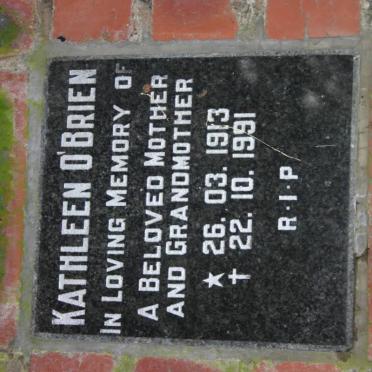 KATHLEEN O'BRIEN
IN LOVING MEMORY OF
A BELOVED MOTHER
AND GRANDMOTHER
★ 26. 03. 1913
✝ 22. 10. 1991
R·I·P